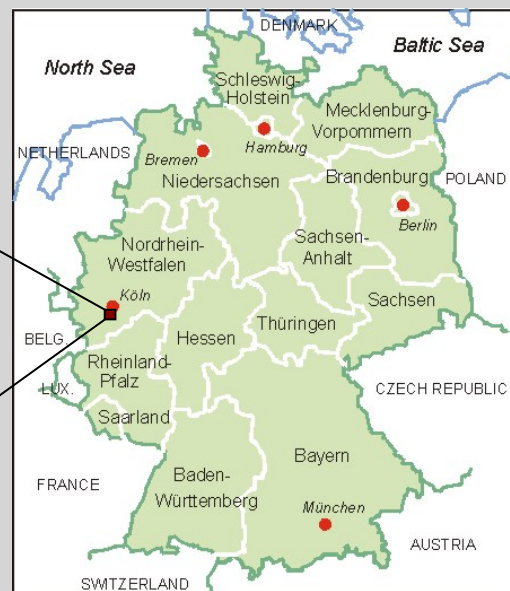 DENMARK
Baltic Sea
North Sea
Schleswig-
Holstein
Mecklenburg-
Vorpommern
Hamburg
NETHERLANDS
Bremen
Niedersachsen
Brandenburg
POLAND
Berlin
Nordrhein-
Westfalen
Sachsen-
Anhalt
Köln
Sachsen
BELG.
Hessen
Thüringen
Rheinland-
Pfalz
LUX.
CZECH REPUBLIC
Saarland
Bayern
FRANCE
Baden-
Württemberg
München
AUSTRIA
SWITZERLAND